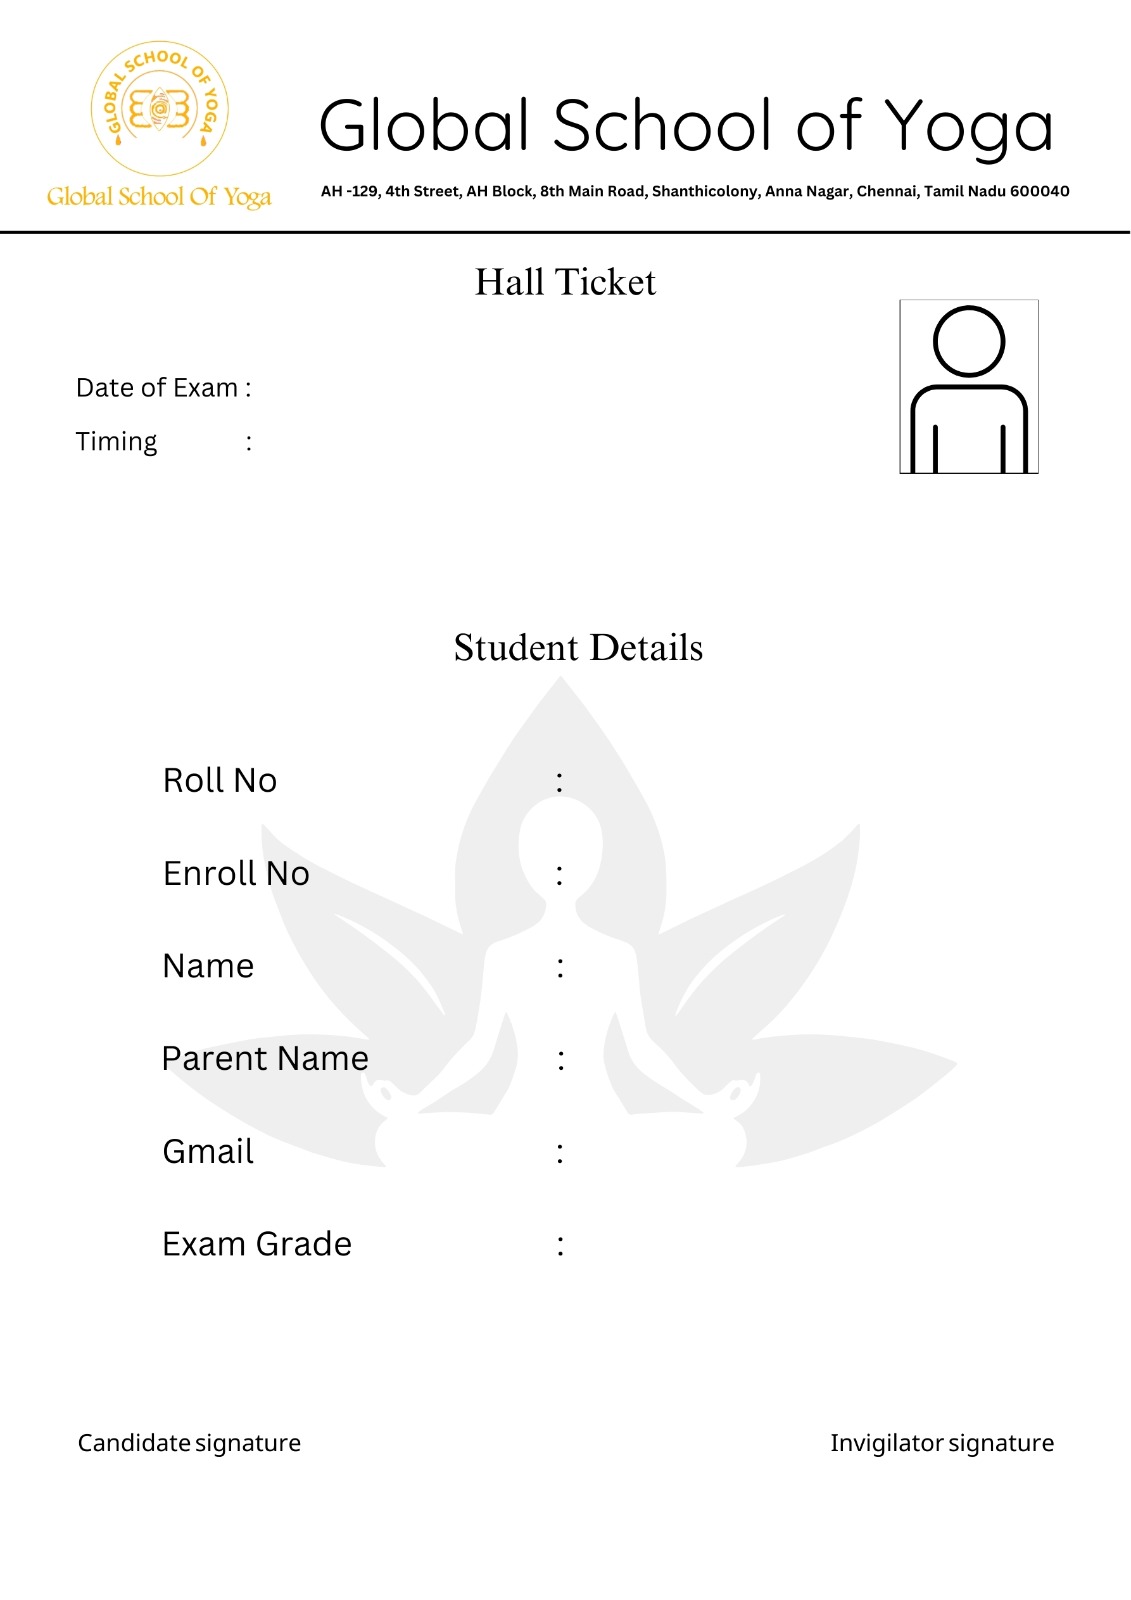 GLOBAL SCHOOL OF YOGA
Global School Of Yoga
Global School of Yoga
AH -129, 4th Street, AH Block, 8th Main Road, Shanthicolony, Anna Nagar, Chennai, Tamil Nadu 600040
Hall Ticket
Date of Exam :
Timing :
Student Details
Roll No :
Enroll No :
Name :
Parent Name :
Gmail :
Exam Grade :
Candidate signature Invigilator signature